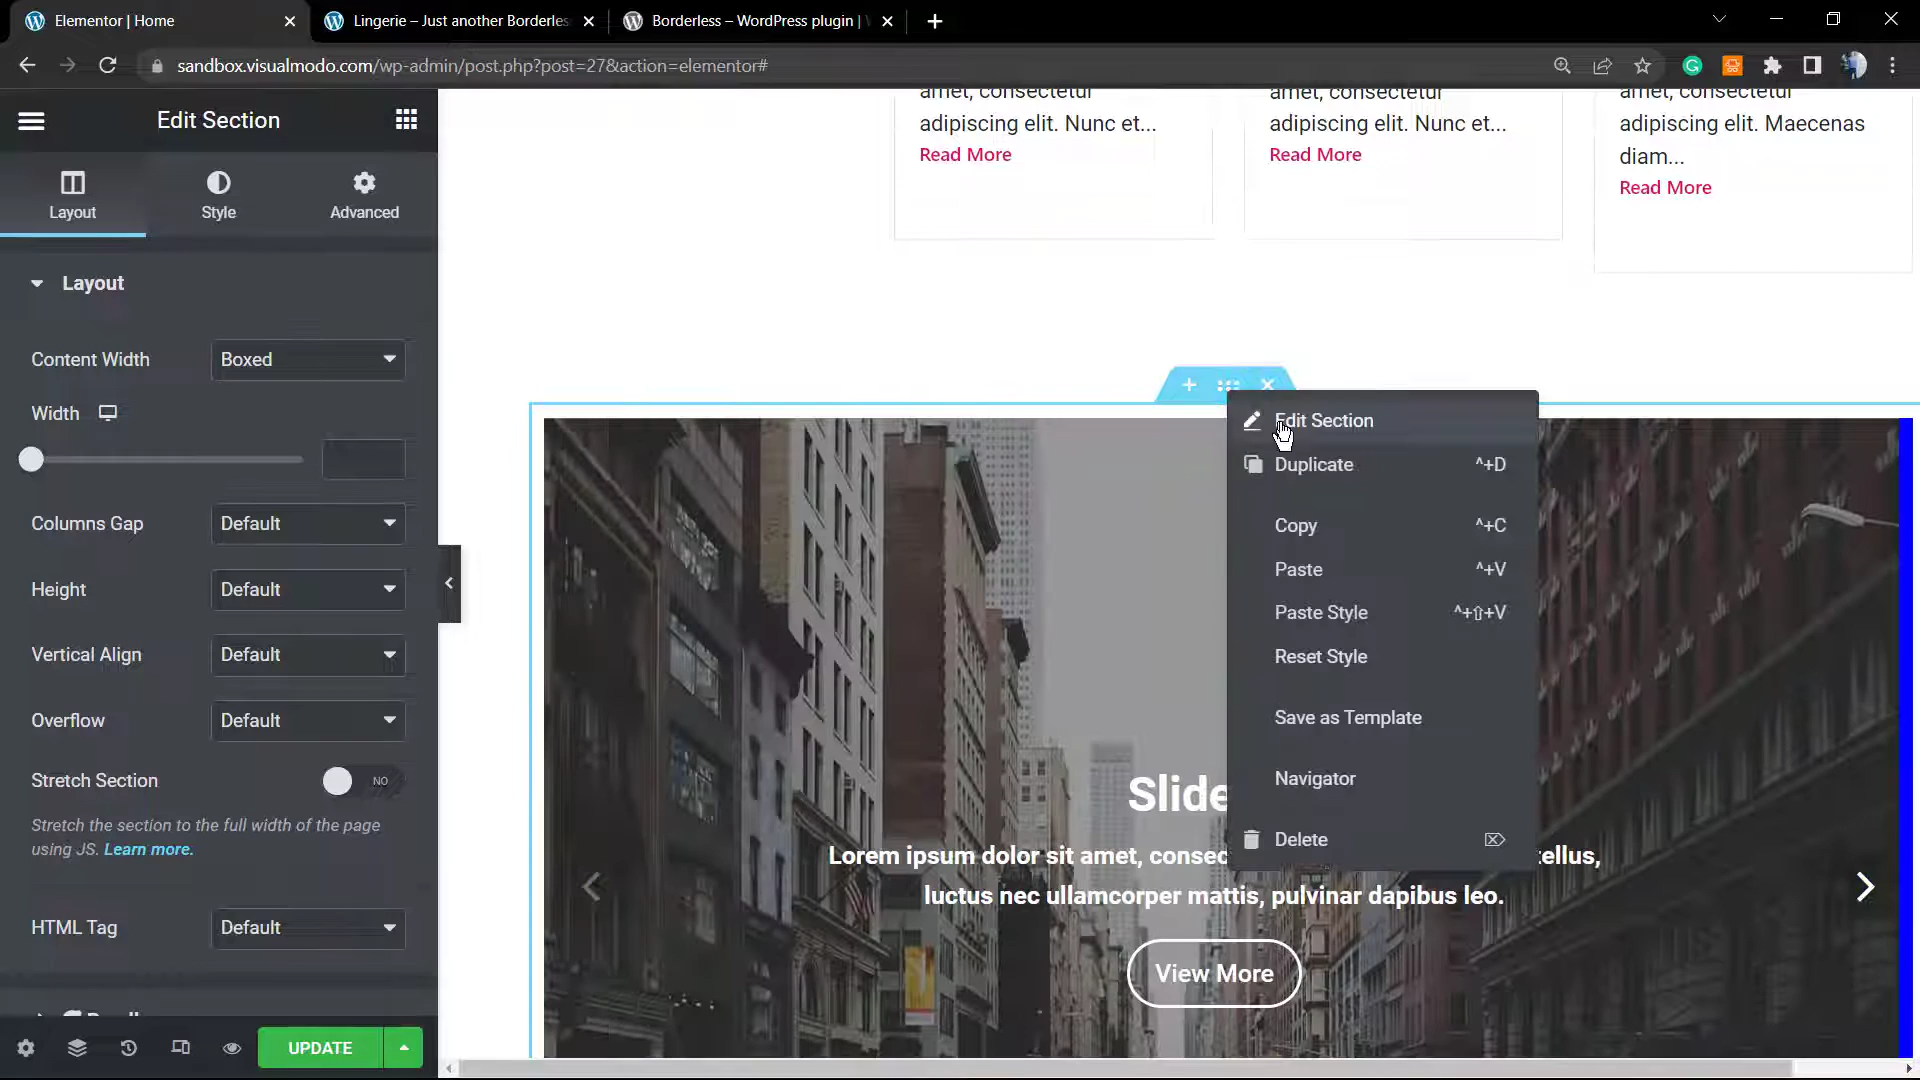 Elementor | Home
Lingerie – Just another Borderles
Borderless – WordPress plugin |
sandbox.visualmodo.com/wp-admin/post.php?post=27&action=elementor#
Edit Section
Layout
Style
Advanced
Layout
Content Width
Boxed
Width
Columns Gap
Default
Height
Default
Vertical Align
Default
Overflow
Default
Stretch Section
NO
Stretch the section to the full width of the page
using JS. Learn more.
HTML Tag
Default
UPDATE
amet, consectetur
adipiscing elit. Nunc et...
Read More
amet, consectetur
adipiscing elit. Nunc et...
Read More
amet, consectetur
adipiscing elit. Maecenas
diam...
Read More
Edit Section
Duplicate ^+D
Copy ^+C
Paste ^+V
Paste Style ^+⇧+V
Reset Style
Save as Template
Navigator
Delete ⌦
Slide
Lorem ipsum dolor sit amet, consec tellus,
luctus nec ullamcorper mattis, pulvinar dapibus leo.
View More